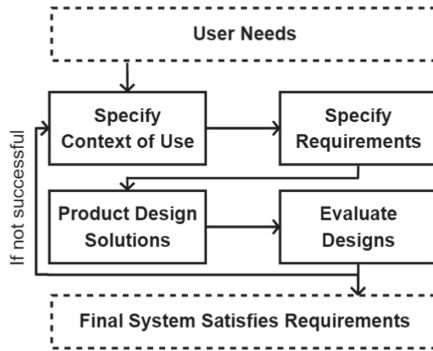 User Needs
Specify
Context of Use
Specify
Requirements
If not successful
Product Design
Solutions
Evaluate
Designs
Final System Satisfies Requirements